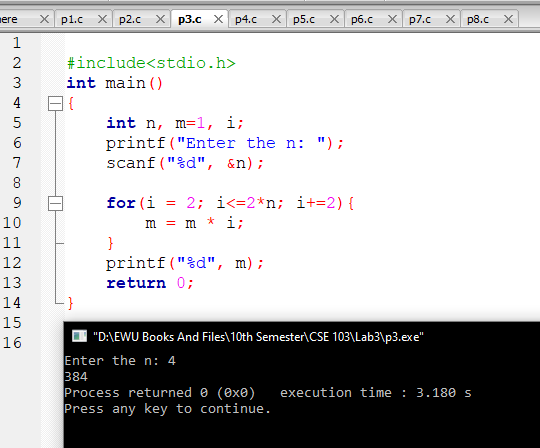 ere p1.c p2.c p3.c p4.c p5.c p6.c p7.c p8.c
1
2 #include<stdio.h>
3 int main()
4 {
5 int n, m=1, i;
6 printf("Enter the n: ");
7 scanf("%d", &n);
8
9 for(i = 2; i<=2*n; i+=2){
10 m = m * i;
11 }
12 printf("%d", m);
13 return 0;
14 }
15
16
"D:\EWU Books And Files\10th Semester\CSE 103\Lab3\p3.exe"
Enter the n: 4
384
Process returned 0 (0x0) execution time : 3.180 s
Press any key to continue.